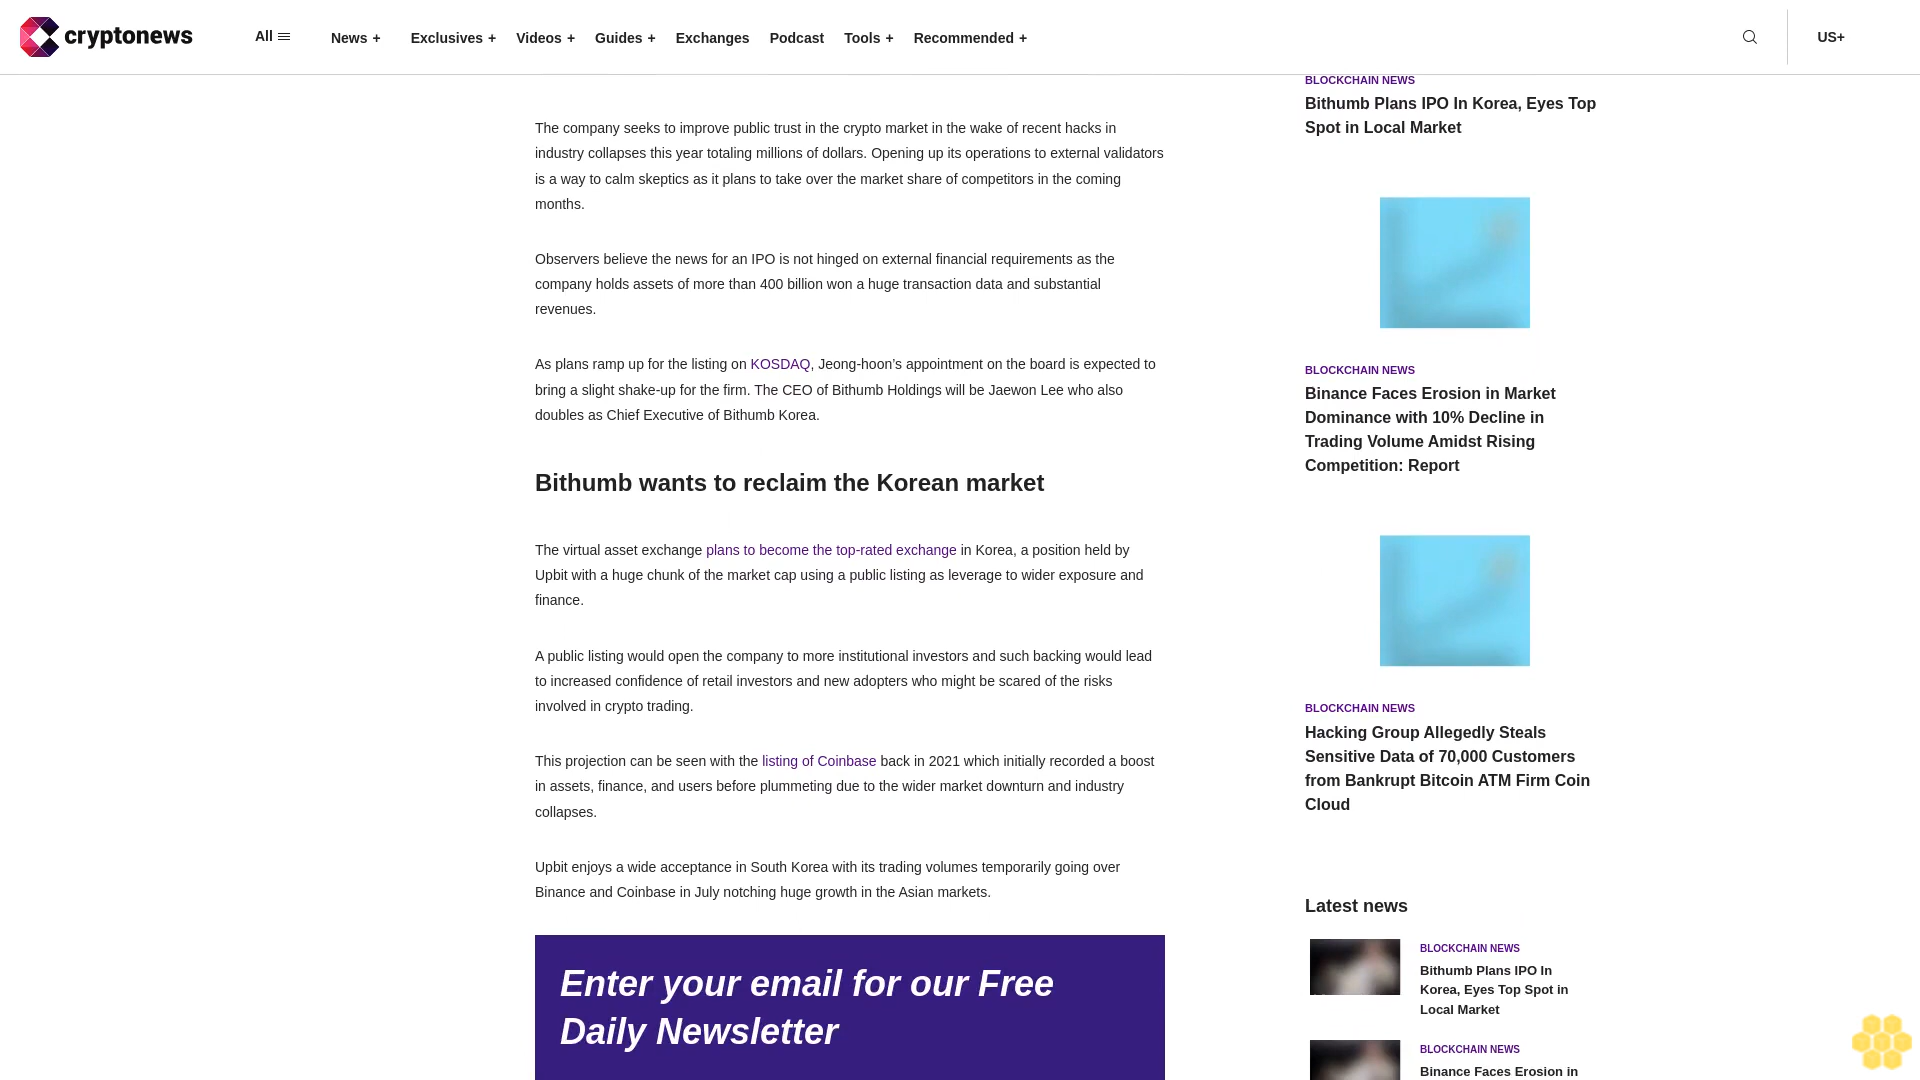 cryptonews
All
News +
Exclusives +
Videos +
Guides +
Exchanges
Podcast
Tools +
Recommended +
US+
The company seeks to improve public trust in the crypto market in the wake of recent hacks in
industry collapses this year totaling millions of dollars. Opening up its operations to external validators
is a way to calm skeptics as it plans to take over the market share of competitors in the coming
months.
Observers believe the news for an IPO is not hinged on external financial requirements as the
company holds assets of more than 400 billion won a huge transaction data and substantial
revenues.
As plans ramp up for the listing on KOSDAQ, Jeong-hoon’s appointment on the board is expected to
bring a slight shake-up for the firm. The CEO of Bithumb Holdings will be Jaewon Lee who also
doubles as Chief Executive of Bithumb Korea.
Bithumb wants to reclaim the Korean market
The virtual asset exchange plans to become the top-rated exchange in Korea, a position held by
Upbit with a huge chunk of the market cap using a public listing as leverage to wider exposure and
finance.
A public listing would open the company to more institutional investors and such backing would lead
to increased confidence of retail investors and new adopters who might be scared of the risks
involved in crypto trading.
This projection can be seen with the listing of Coinbase back in 2021 which initially recorded a boost
in assets, finance, and users before plummeting due to the wider market downturn and industry
collapses.
Upbit enjoys a wide acceptance in South Korea with its trading volumes temporarily going over
Binance and Coinbase in July notching huge growth in the Asian markets.
Enter your email for our Free
Daily Newsletter
BLOCKCHAIN NEWS
Bithumb Plans IPO In Korea, Eyes Top
Spot in Local Market
BLOCKCHAIN NEWS
Binance Faces Erosion in Market
Dominance with 10% Decline in
Trading Volume Amidst Rising
Competition: Report
BLOCKCHAIN NEWS
Hacking Group Allegedly Steals
Sensitive Data of 70,000 Customers
from Bankrupt Bitcoin ATM Firm Coin
Cloud
Latest news
BLOCKCHAIN NEWS
Bithumb Plans IPO In
Korea, Eyes Top Spot in
Local Market
BLOCKCHAIN NEWS
Binance Faces Erosion in